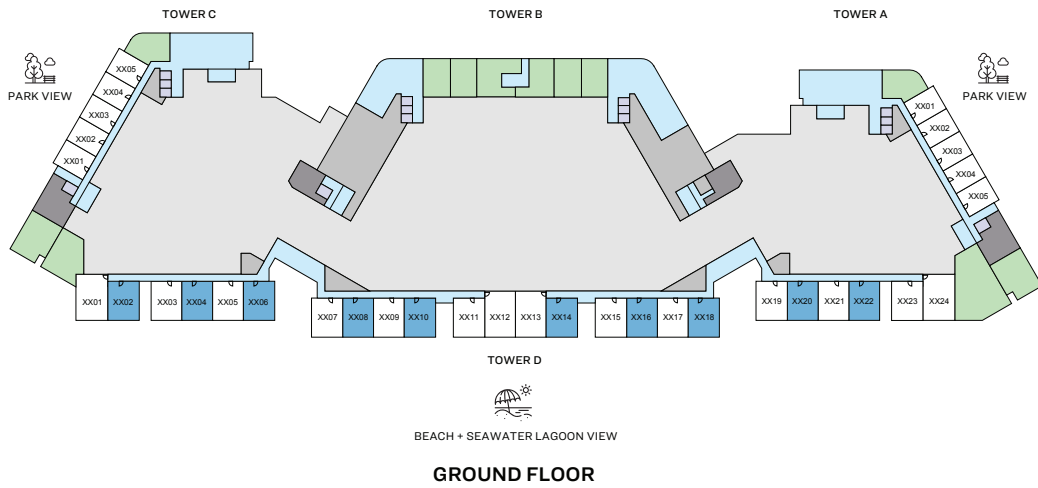 TOWER C
TOWER B
TOWER A
PARK VIEW
PARK VIEW
XX05
XX04
XX03
XX02
XX01
XX01
XX02
XX03
XX04
XX05
XX01
XX02
XX03
XX04
XX05
XX06
XX07
XX08
XX09
XX10
XX11
XX12
XX13
XX14
XX15
XX16
XX17
XX18
XX19
XX20
XX21
XX22
XX23
XX24
TOWER D
BEACH + SEAWATER LAGOON VIEW
GROUND FLOOR